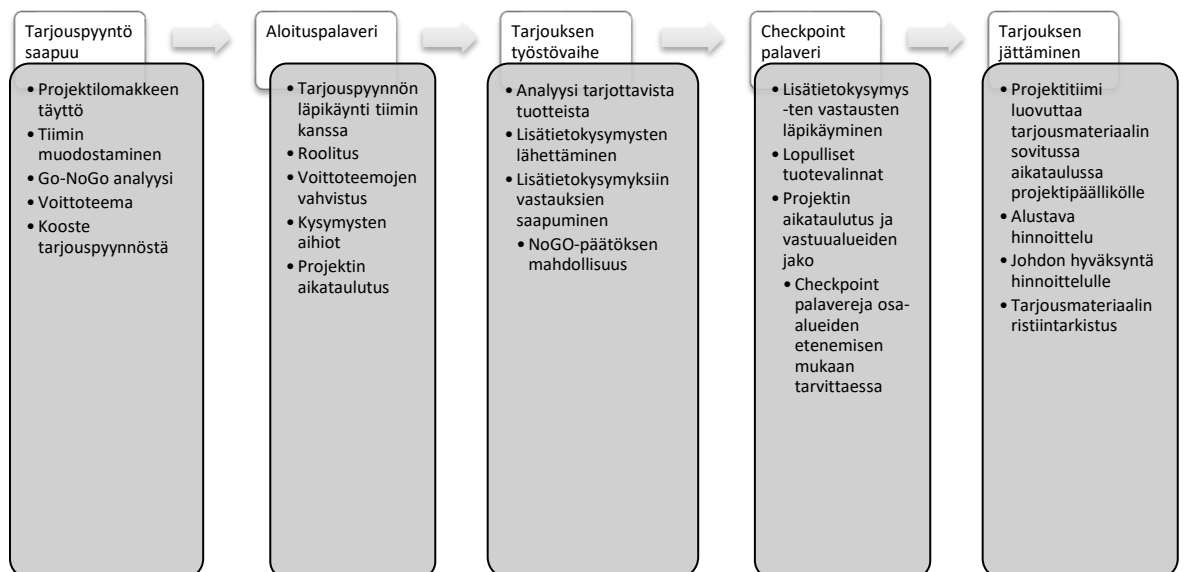 Tarjouspyyntö
saapuu
• Projektilomakkeen
täyttö
• Tiimin
muodostaminen
• Go-NoGo analyysi
• Voittoteema
• Kooste
tarjouspyynnöstä
Aloituspalaveri
• Tarjouspyynnön
läpikäynti tiimin
kanssa
• Roolitus
• Voittoteemojen
vahvistus
• Kysymysten
aihiot
• Projektin
aikataulutus
Tarjouksen
työstövaihe
• Analyysi tarjottavista
tuotteista
• Lisätietokysymysten
lähettäminen
• Lisätietokysymyksiin
vastauksien
saapuminen
• NoGO-päätöksen
mahdollisuus
Checkpoint
palaveri
• Lisätietokysymys
-ten vastausten
läpikäyminen
• Lopulliset
tuotevalinnat
• Projektin
aikataulutus ja
vastuualueiden
jako
• Checkpoint
palavereja osa-
alueiden
etenemisen
mukaan
tarvittaessa
Tarjouksen
jättäminen
• Projektitiimi
luovuttaa
tarjousmateriaalin
sovitussa
aikataulussa
projektipäällikölle
• Alustava
hinnoittelu
• Johdon hyväksyntä
hinnoittelulle
• Tarjousmateriaalin
ristiintarkistus